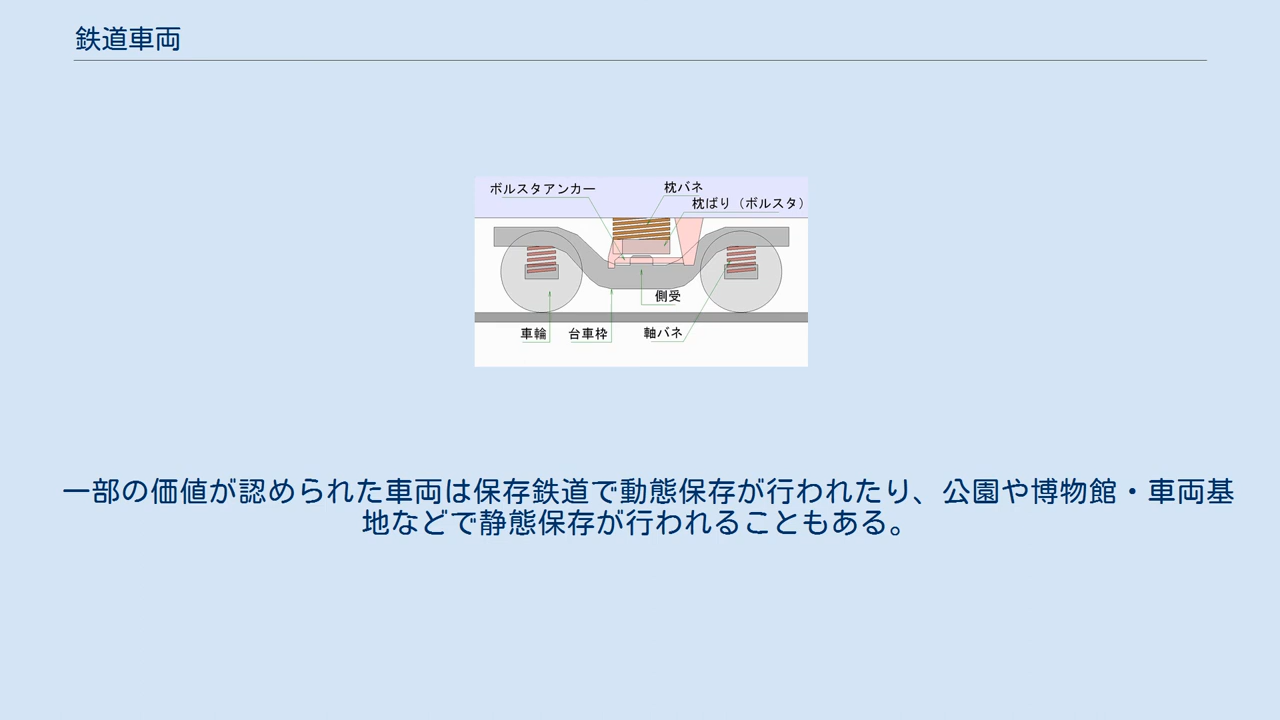 鉄道車両
ボルスタアンカー
枕バネ
枕ばり（ボルスタ）
側受
車輪
台車枠
軸バネ
一部の価値が認められた車両は保存鉄道で動態保存が行われたり、公園や博物館・車両基
地などで静態保存が行われることもある。